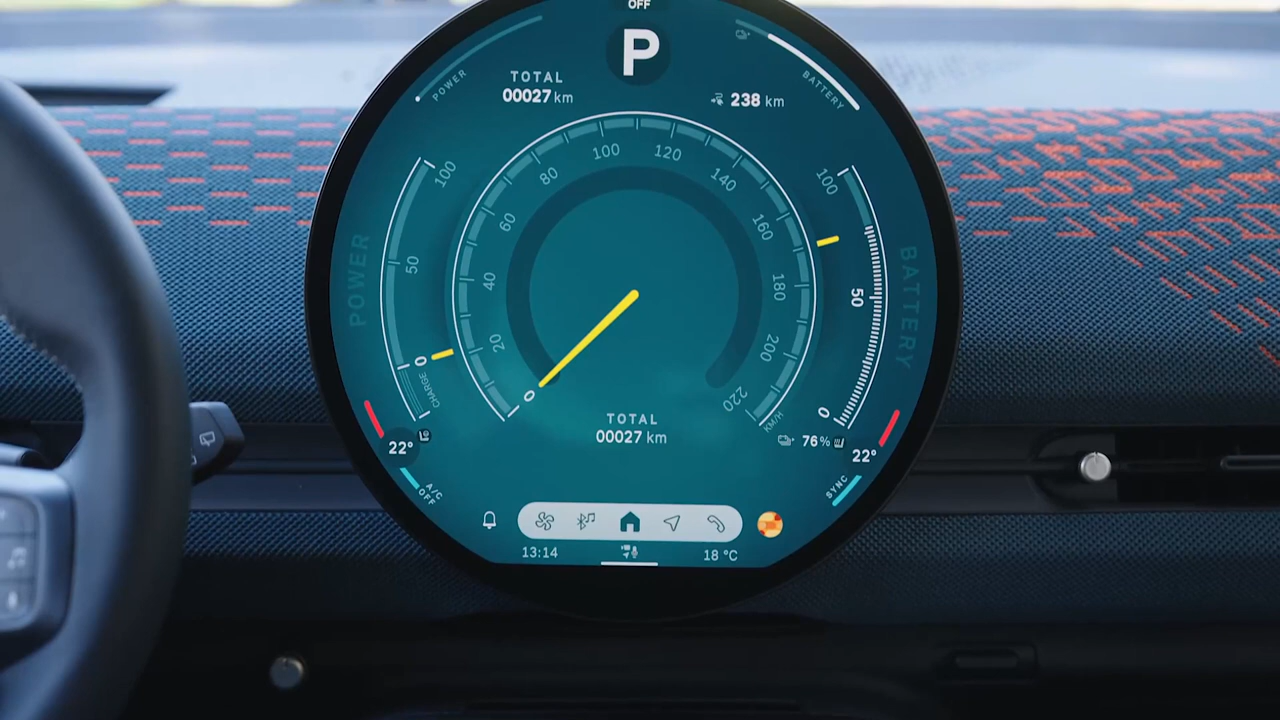 OFF
P
POWER
BATTERY
TOTAL
00027 km
238 km
100
50
0
CHARGE
POWER
0
20
40
60
80
100
120
140
160
180
200
220
KM/H
100
50
0
BATTERY
TOTAL
00027 km
76%
22°
22°
A/C
OFF
SYNC
13:14
18 °C